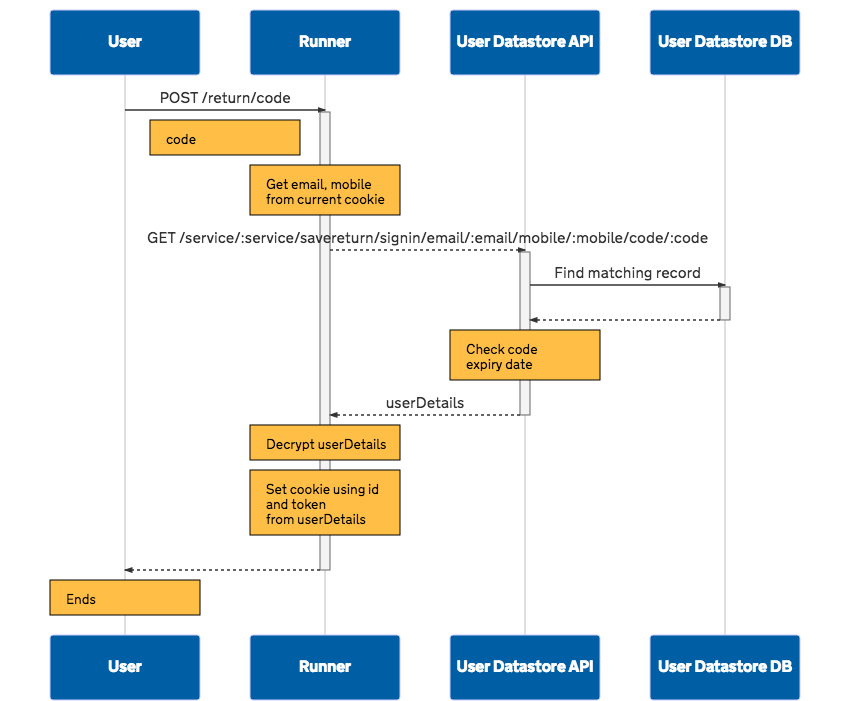 User
Runner
User Datastore API
User Datastore DB
POST /return/code
code
Get email, mobile
from current cookie
GET /service/:service/savereturn/signin/email/:email/mobile/:mobile/code/:code
Find matching record
Check code
expiry date
userDetails
Decrypt userDetails
Set cookie using id
and token
from userDetails
Ends
User
Runner
User Datastore API
User Datastore DB